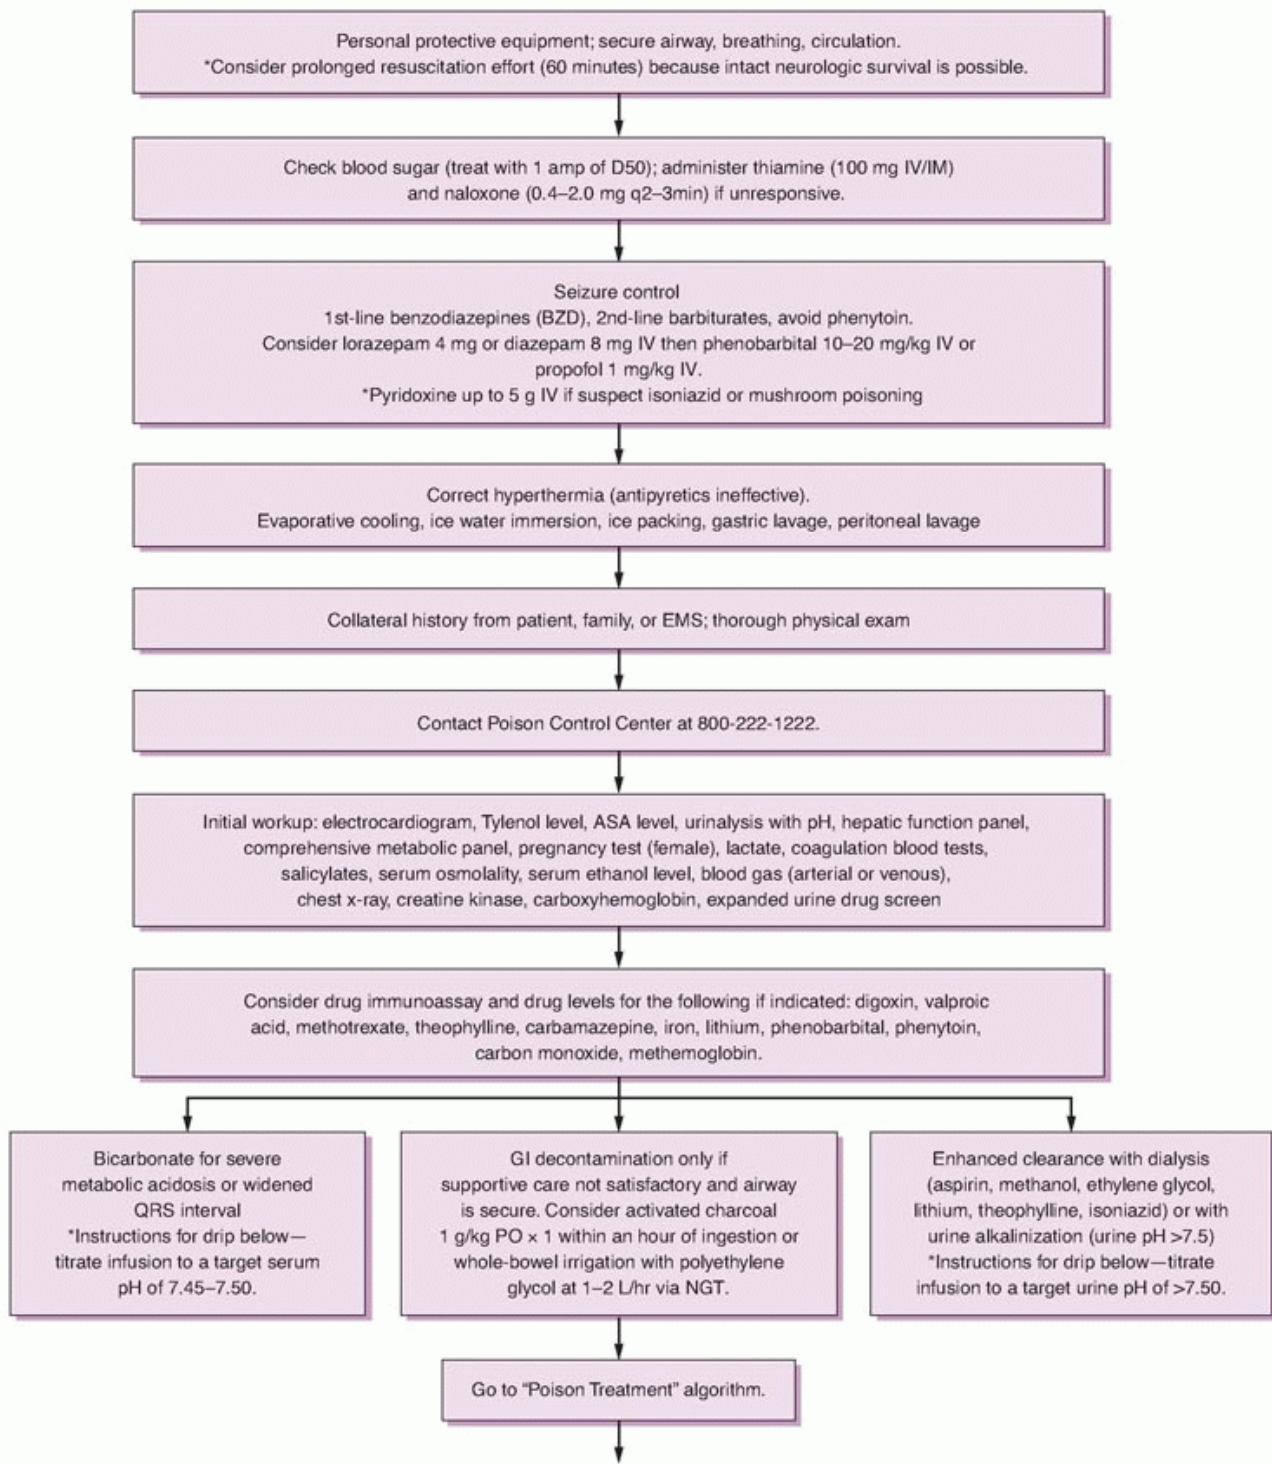 Personal protective equipment; secure airway, breathing, circulation.
*Consider prolonged resuscitation effort (60 minutes) because intact neurologic survival is possible.
Check blood sugar (treat with 1 amp of D50); administer thiamine (100 mg IV/IM)
and naloxone (0.4–2.0 mg q2–3min) if unresponsive.
Seizure control
1st-line benzodiazepines (BZD), 2nd-line barbiturates, avoid phenytoin.
Consider lorazepam 4 mg or diazepam 8 mg IV then phenobarbital 10–20 mg/kg IV or
propofol 1 mg/kg IV.
*Pyridoxine up to 5 g IV if suspect isoniazid or mushroom poisoning
Correct hyperthermia (antipyretics ineffective).
Evaporative cooling, ice water immersion, ice packing, gastric lavage, peritoneal lavage
Collateral history from patient, family, or EMS; thorough physical exam
Contact Poison Control Center at 800-222-1222.
Initial workup: electrocardiogram, Tylenol level, ASA level, urinalysis with pH, hepatic function panel,
comprehensive metabolic panel, pregnancy test (female), lactate, coagulation blood tests,
salicylates, serum osmolality, serum ethanol level, blood gas (arterial or venous),
chest x-ray, creatine kinase, carboxyhemoglobin, expanded urine drug screen
Consider drug immunoassay and drug levels for the following if indicated: digoxin, valproic
acid, methotrexate, theophylline, carbamazepine, iron, lithium, phenobarbital, phenytoin,
carbon monoxide, methemoglobin.
Bicarbonate for severe
metabolic acidosis or widened
QRS interval
*Instructions for drip below—
titrate infusion to a target serum
pH of 7.45–7.50.
GI decontamination only if
supportive care not satisfactory and airway
is secure. Consider activated charcoal
1 g/kg PO × 1 within an hour of ingestion or
whole-bowel irrigation with polyethylene
glycol at 1–2 L/hr via NGT.
Enhanced clearance with dialysis
(aspirin, methanol, ethylene glycol,
lithium, theophylline, isoniazid) or with
urine alkalinization (urine pH >7.5)
*Instructions for drip below—titrate
infusion to a target urine pH of >7.50.
Go to “Poison Treatment” algorithm.